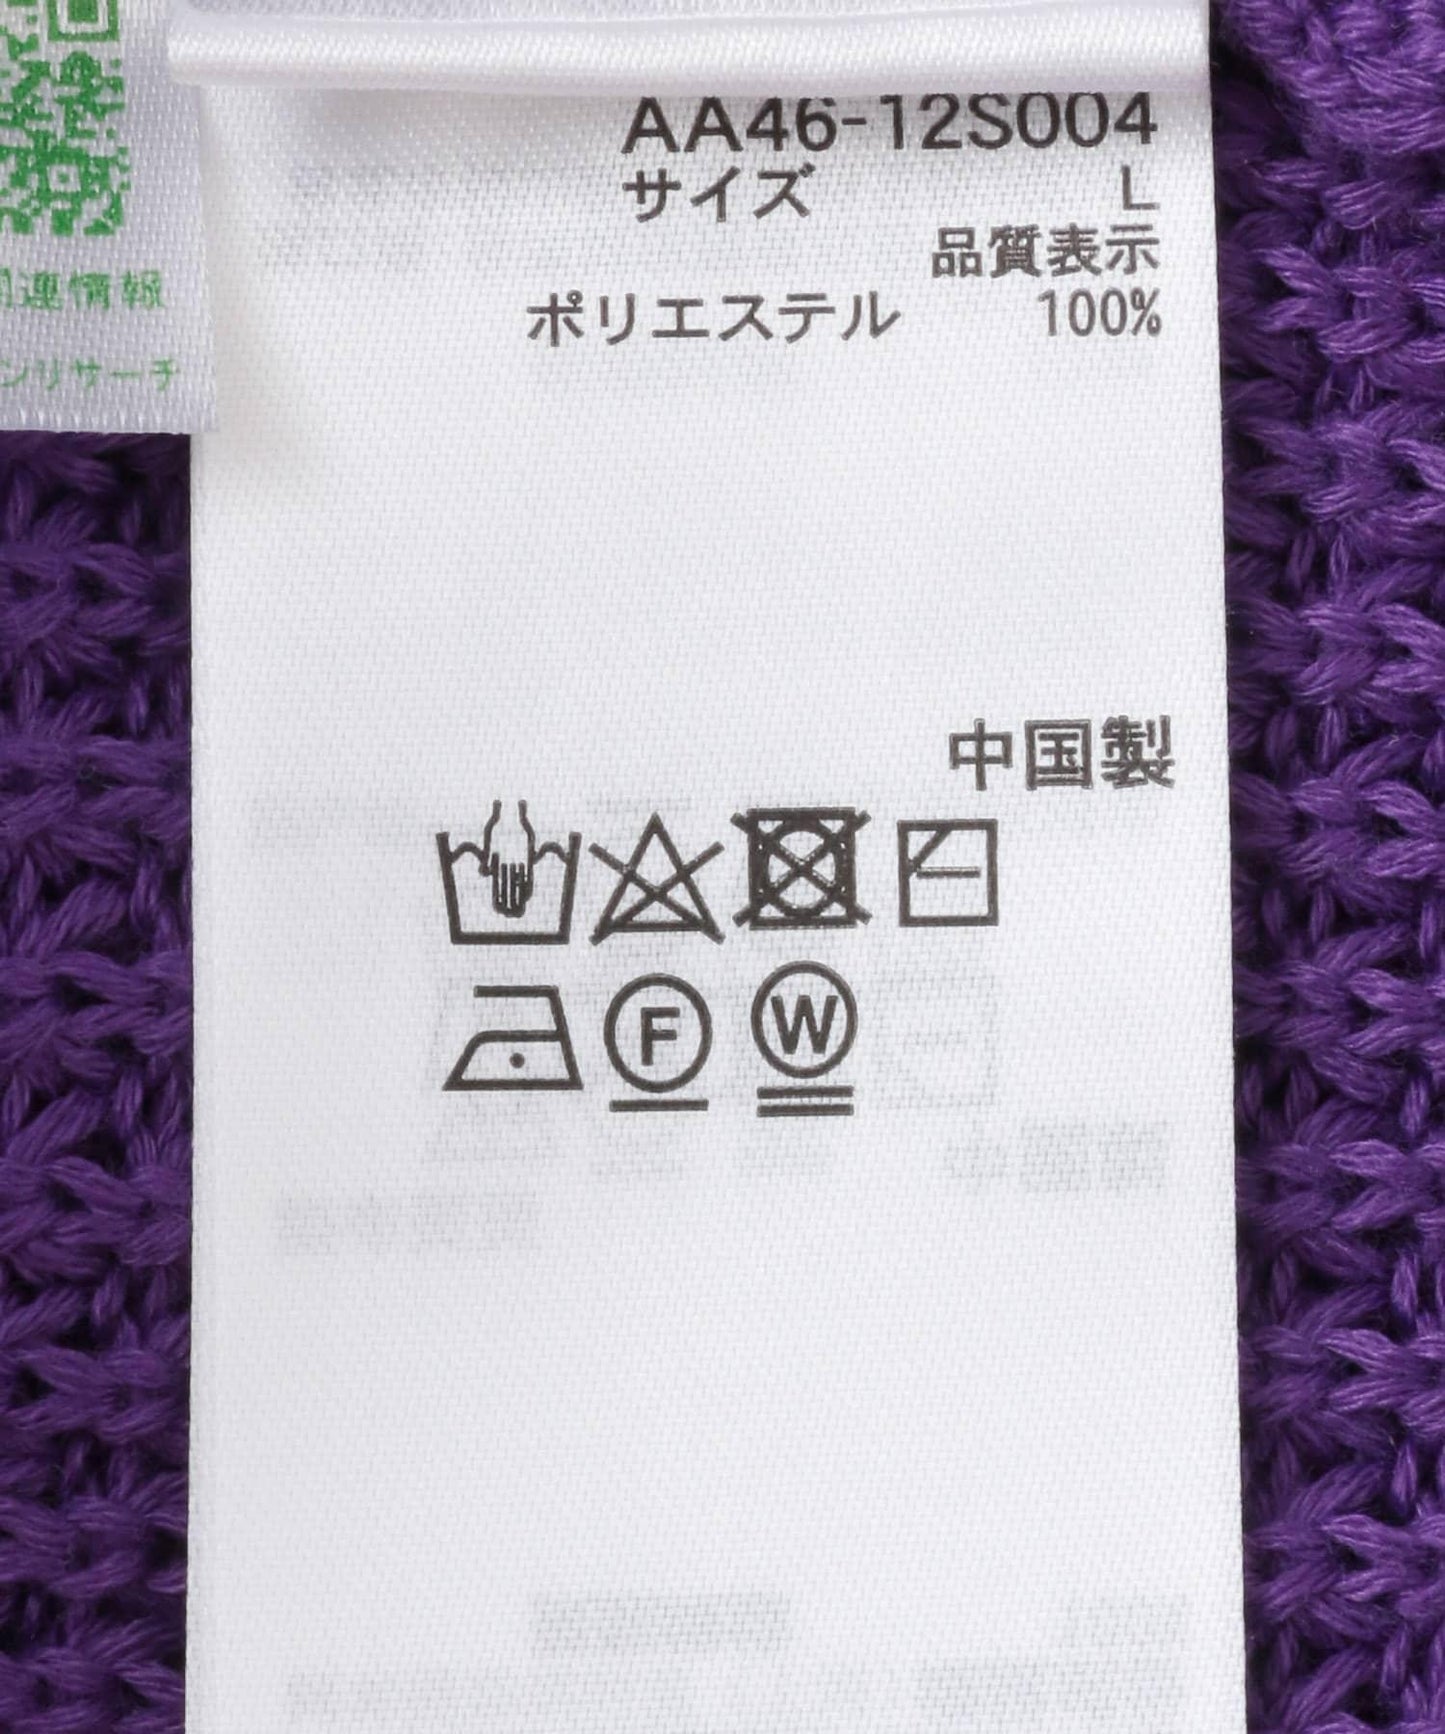 AA46-12S004
サイズ L
品質表示
ポリエステル 100%
中国製
F W
連情報
ンリサーチ